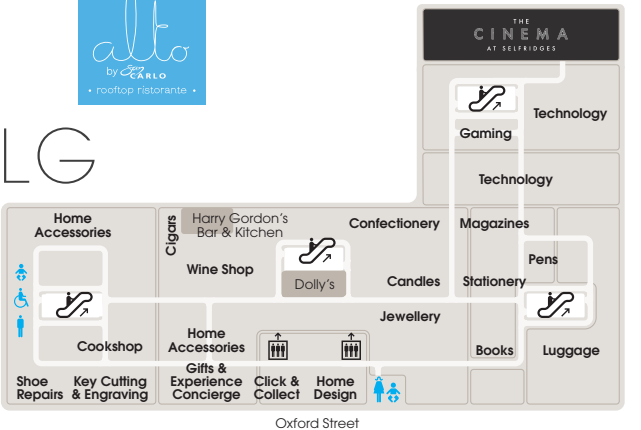 alto
by San
CARLO
• rooftop ristorante •
THE
CINEMA
AT SELFRIDGES
Technology
Gaming
Technology
LG
Home
Accessories
Cigars
Harry Gordon's
Bar & Kitchen
Confectionery
Magazines
Wine Shop
Dolly's
Candles
Stationery
Pens
Jewellery
Home
Accessories
Cookshop
Books
Luggage
Shoe
Repairs
Key Cutting
& Engraving
Gifts &
Experience
Concierge
Click &
Collect
Home
Design
Oxford Street